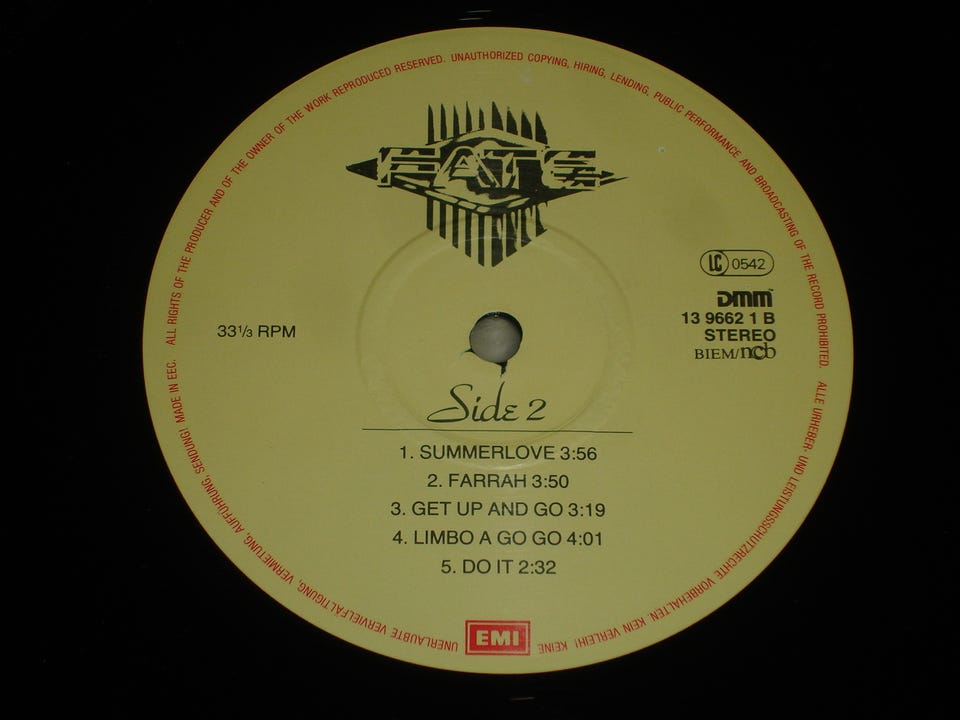 ALL RIGHTS OF THE PRODUCER AND OF THE OWNER OF THE WORK REPRODUCED RESERVED. UNAUTHORIZED COPYING, HIRING, LENDING, PUBLIC PERFORMANCE AND BROADCASTING OF THE RECORD PROHIBITED.
FATE
LC 0542
DMM
13 9662 1 B
33 1/3 RPM
STEREO
BIEM/ncb
Side 2
1. SUMMERLOVE 3:56
2. FARRAH 3:50
3. GET UP AND GO 3:19
4. LIMBO A GO GO 4:01
5. DO IT 2:32
EMI
ALLE URHEBER- UND LEISTUNGSSCHUTZRECHTE VORBEHALTEN. KEIN VERLEIH! KEINE UNERLAUBTE VERVIELFÄLTIGUNG, VERMIETUNG, AUFFÜHRUNG, SENDUNG! MADE IN EEC.